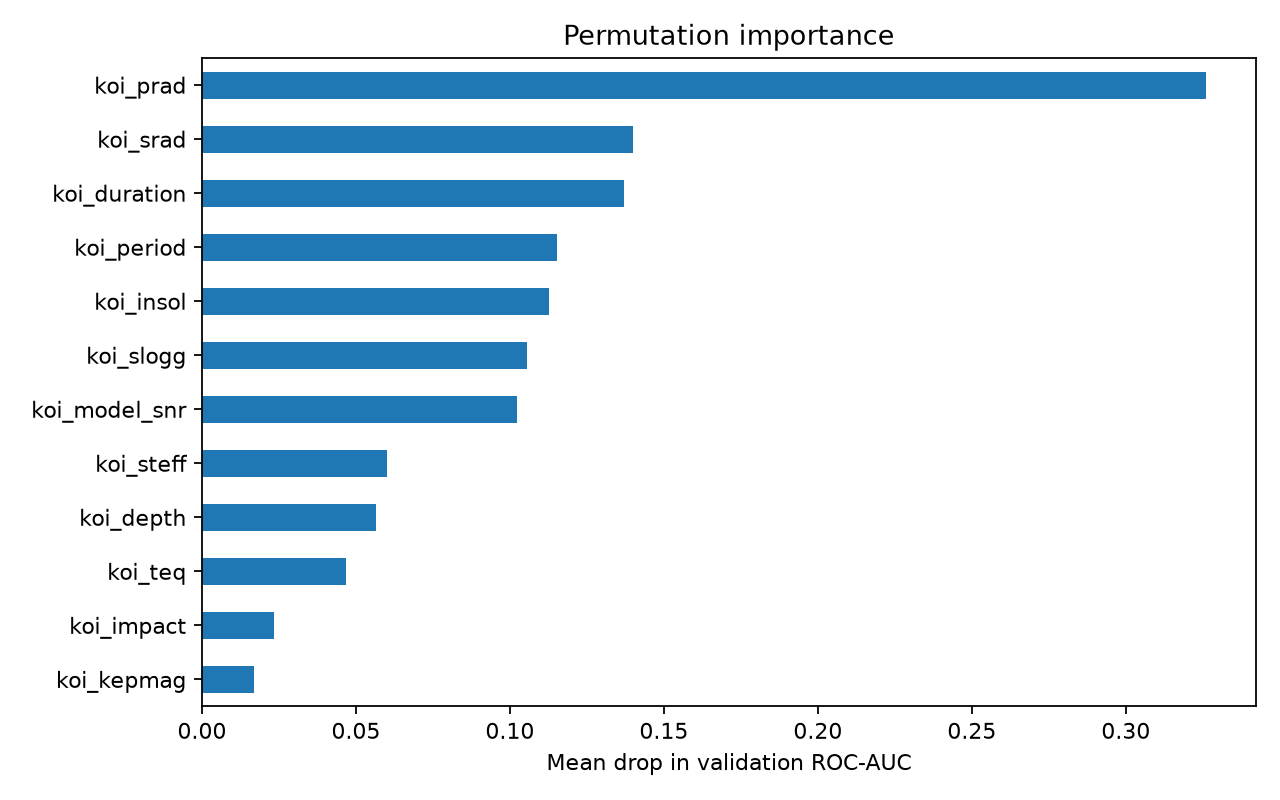 Permutation importance
koi_prad
koi_srad
koi_duration
koi_period
koi_insol
koi_slogg
koi_model_snr
koi_steff
koi_depth
koi_teq
koi_impact
koi_kepmag
0.00 0.05 0.10 0.15 0.20 0.25 0.30
Mean drop in validation ROC-AUC